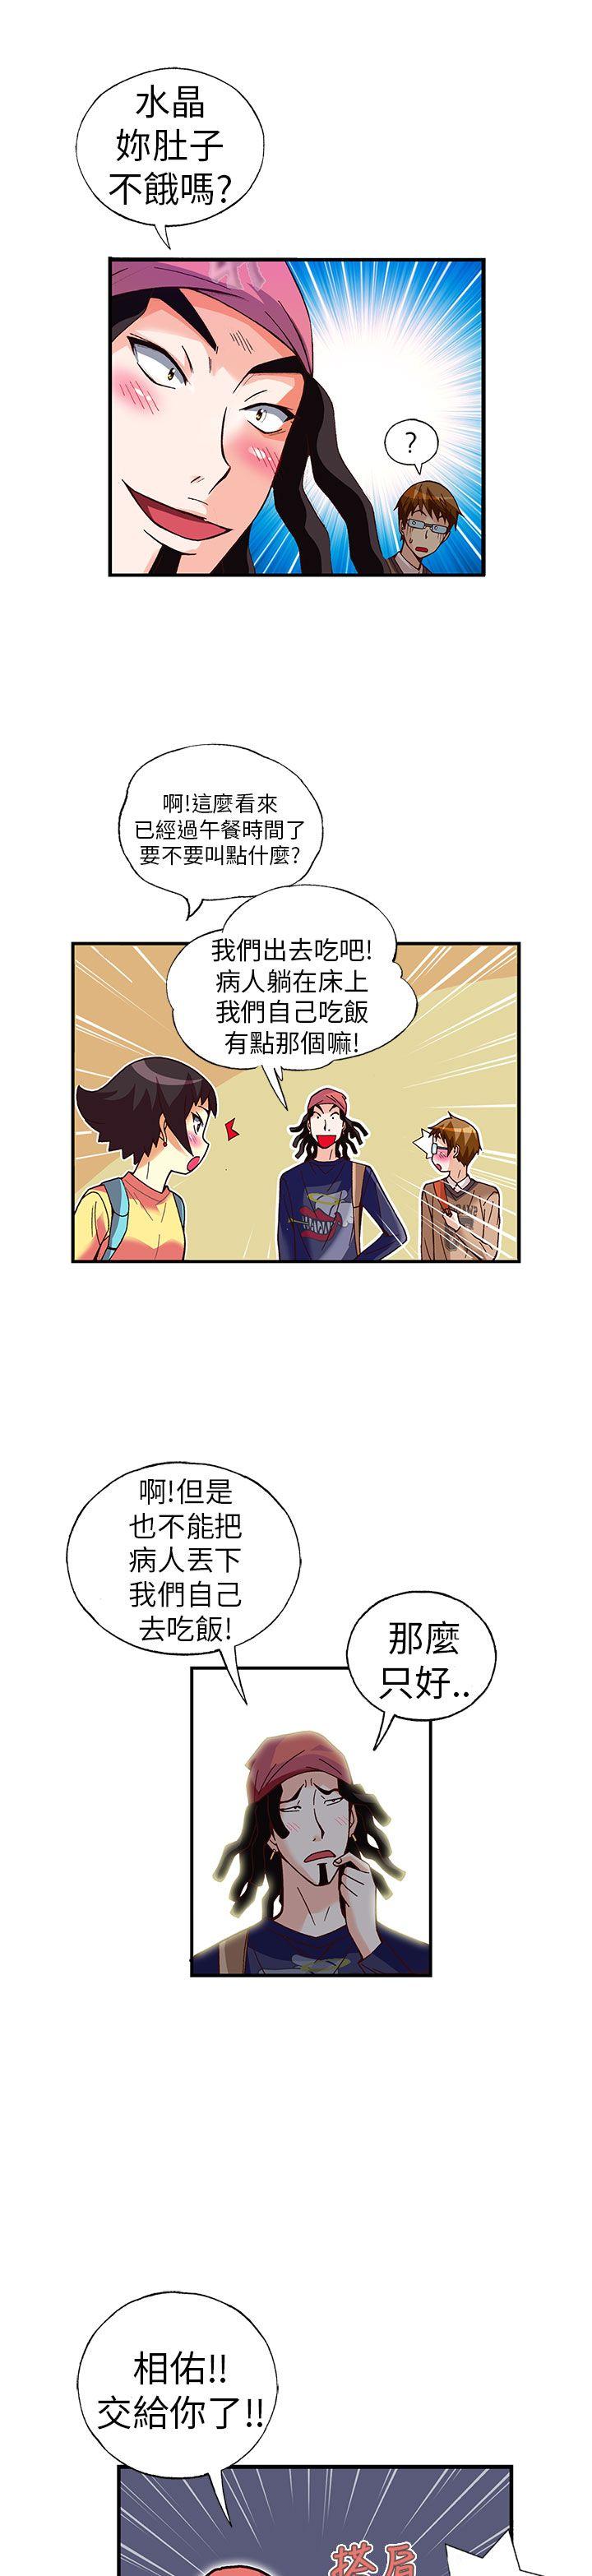 水晶
妳肚子
不餓嗎?
?
啊!這麼看來
已經過午餐時間了
要不要叫點什麼?
我們出去吃吧!
病人躺在床上
我們自己吃飯
有點那個嘛!
啊!但是
也不能把
病人丟下
我們自己
去吃飯!
那麼
只好..
相佑!!
交給你了!!
搭肩